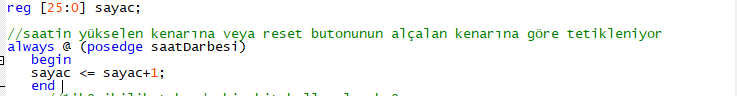 reg [25:0] sayac;
//saatin yükselen kenarına veya reset butonunun alçalan kenarına göre tetikleniyor
always @ (posedge saatDarbesi)
begin
sayac <= sayac+1;
end